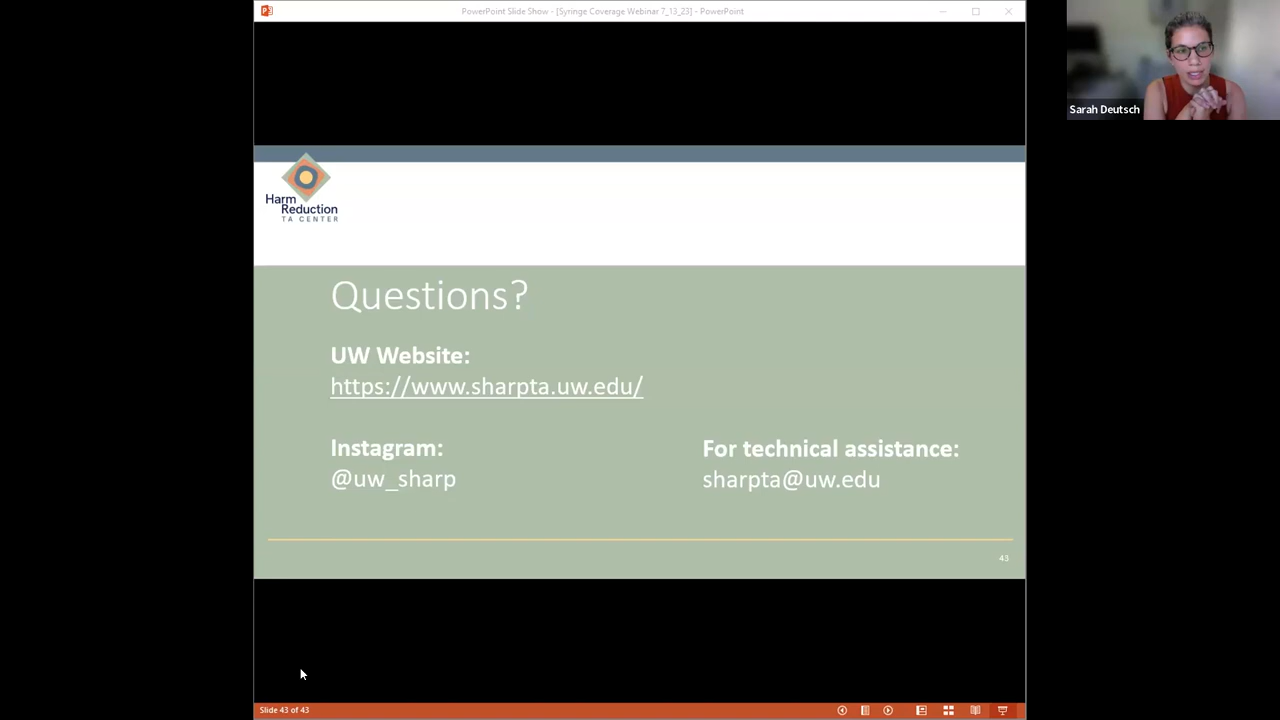 PowerPoint Slide Show - [Syringe Coverage Webinar 7_13_23] - PowerPoint
Sarah Deutsch
Harm
Reduction
TA CENTER
Questions?
UW Website:
https://www.sharpta.uw.edu/
Instagram:
@uw_sharp
For technical assistance:
sharpta@uw.edu
43
Slide 43 of 43